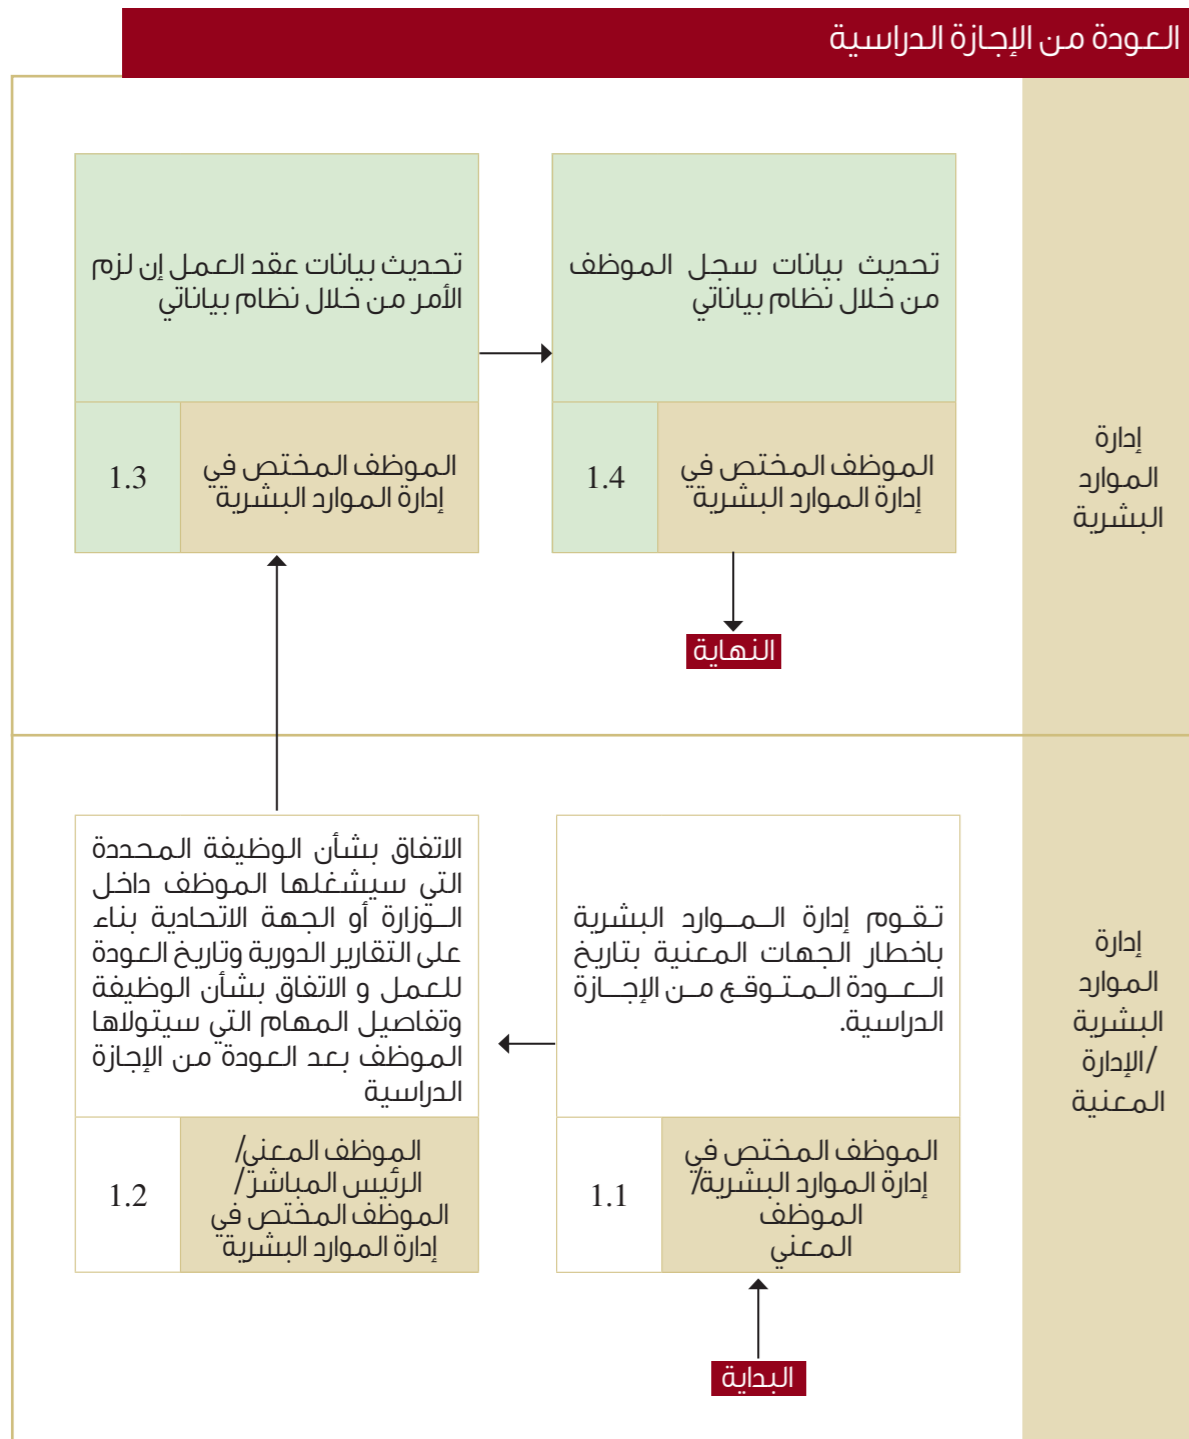 العودة من الإجازة الدراسية
إدارة
الموارد
البشرية
تحديث بيانات سجل الموظف
من خلال نظام بياناتي
الموظف المختص في
إدارة الموارد البشرية
1.4
تحديث بيانات عقد العمل إن لزم
الأمر من خلال نظام بياناتي
الموظف المختص في
إدارة الموارد البشرية
1.3
النهاية
إدارة
الموارد
البشرية
/الإدارة
المعنية
تقوم إدارة الموارد البشرية
باخطار الجهات المعنية بتاريخ
العودة المتوقع من الإجازة
الدراسية.
الموظف المختص في
إدارة الموارد البشرية/
الموظف
المعني
1.1
الاتفاق بشأن الوظيفة المحددة
التي سيشغلها الموظف داخل
الوزارة أو الجهة الاتحادية بناء
على التقارير الدورية وتاريخ العودة
للعمل و الاتفاق بشأن الوظيفة
وتفاصيل المهام التي سيتولاها
الموظف بعد العودة من الإجازة
الدراسية
الموظف المعني/
الرئيس المباشر/
الموظف المختص في
إدارة الموارد البشرية
1.2
البداية